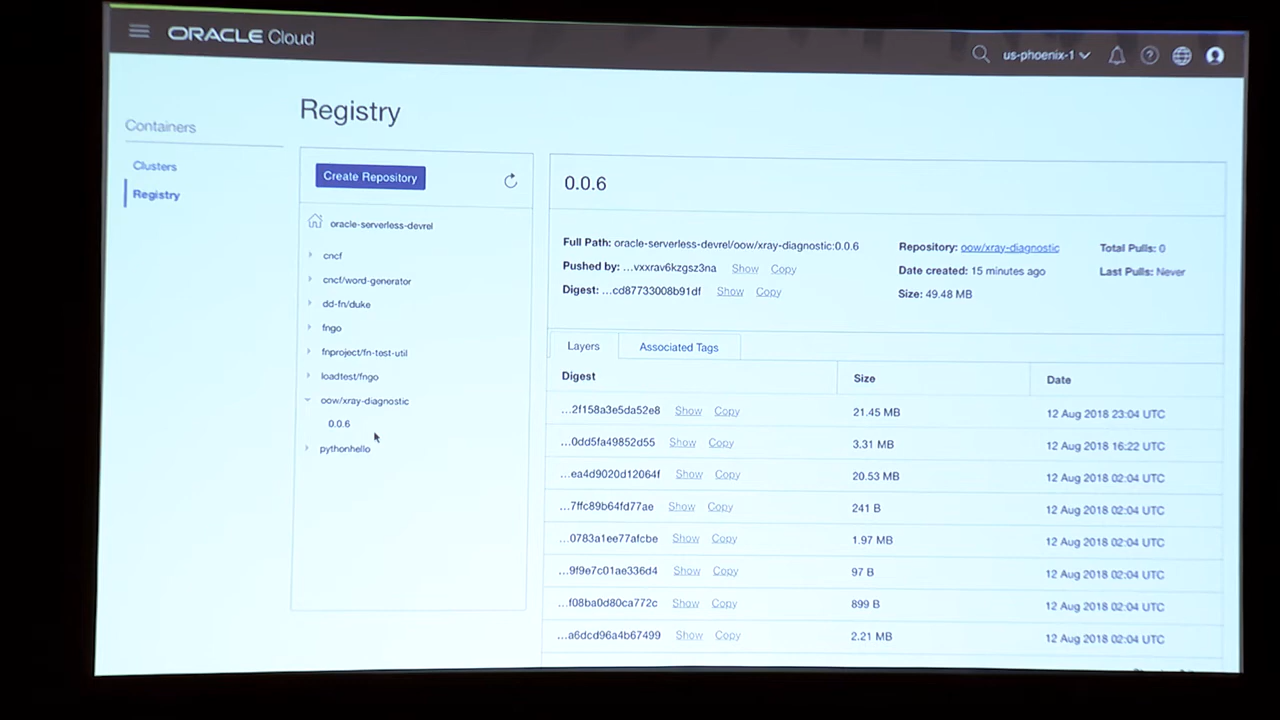 ORACLE Cloud
us-phoenix-1
Containers
Clusters
Registry
Registry
Create Repository
oracle-serverless-devrel
cncf
cncf/word-generator
dd-fn/duke
fngo
fnproject/fn-test-util
loadtest/fngo
oow/xray-diagnostic
0.0.6
pythonhello
0.0.6
Full Path: oracle-serverless-devrel/oow/xray-diagnostic:0.0.6
Pushed by: ...vxxrav6kzgsz3na Show Copy
Digest: ...cd87733008b91df Show Copy
Repository: oow/xray-diagnostic
Date created: 15 minutes ago
Size: 49.48 MB
Total Pulls: 0
Last Pulls: Never
Layers Associated Tags
Digest Size Date
...2f158a3e5da52e8 Show Copy 21.45 MB 12 Aug 2018 23:04 UTC
...0dd5fa49852d55 Show Copy 3.31 MB 12 Aug 2018 16:22 UTC
...ea4d9020d12064f Show Copy 20.53 MB 12 Aug 2018 02:04 UTC
...7ffc89b64fd77ae Show Copy 241 B 12 Aug 2018 02:04 UTC
...0783a1ee77afcbe Show Copy 1.97 MB 12 Aug 2018 02:04 UTC
...9f9e7c01ae336d4 Show Copy 97 B 12 Aug 2018 02:04 UTC
...f08ba0d80ca772c Show Copy 899 B 12 Aug 2018 02:04 UTC
...a6dcd96a4b67499 Show Copy 2.21 MB 12 Aug 2018 02:04 UTC